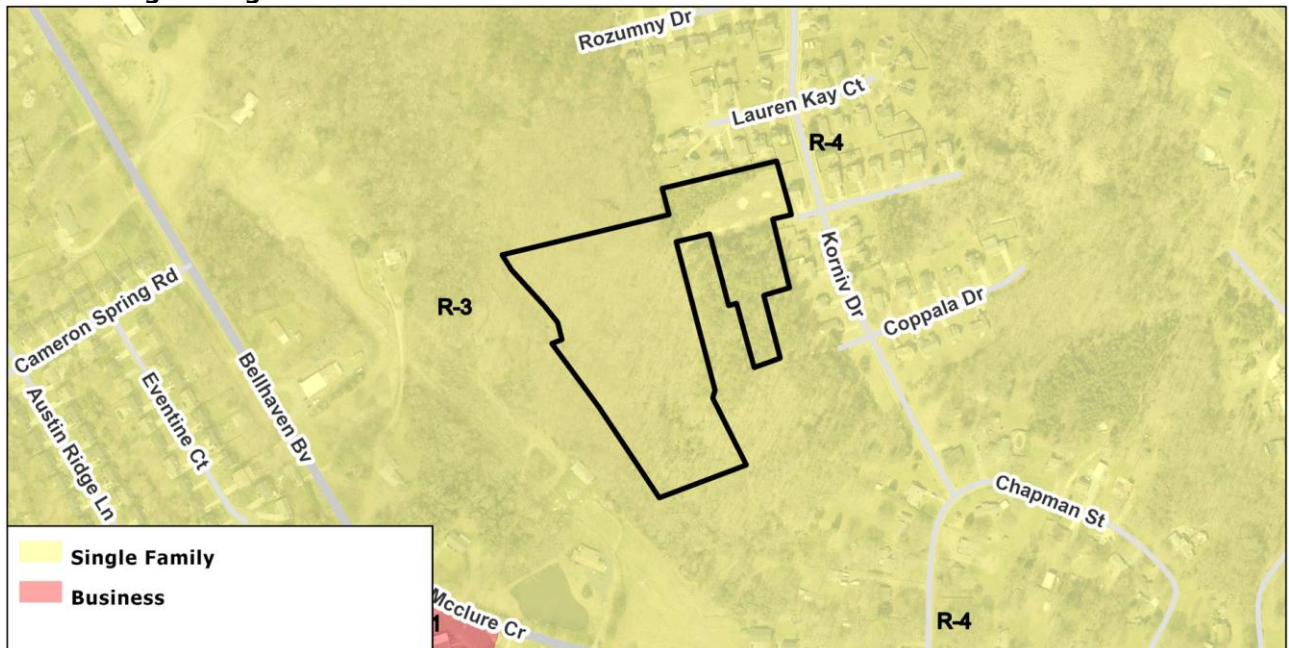 Rozumny Dr
Lauren Kay Ct
R-4
Korniv Dr
R-3
Coppala Dr
Cameron Spring Rd
Bellhaven Bv
Eventine Ct
Austin Ridge Ln
Chapman St
Single Family
Business
Mcclure Cr
1
R-4